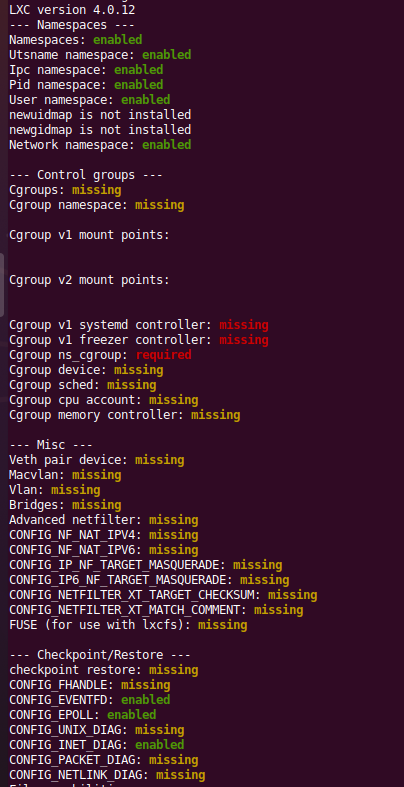 LXC version 4.0.12
--- Namespaces ---
Namespaces: enabled
Utsname namespace: enabled
Ipc namespace: enabled
Pid namespace: enabled
User namespace: enabled
newuidmap is not installed
newgidmap is not installed
Network namespace: enabled
--- Control groups ---
Cgroups: missing
Cgroup namespace: missing
Cgroup v1 mount points:
Cgroup v2 mount points:
Cgroup v1 systemd controller: missing
Cgroup v1 freezer controller: missing
Cgroup ns_cgroup: required
Cgroup device: missing
Cgroup sched: missing
Cgroup cpu account: missing
Cgroup memory controller: missing
--- Misc ---
Veth pair device: missing
Macvlan: missing
Vlan: missing
Bridges: missing
Advanced netfilter: missing
CONFIG_NF_NAT_IPV4: missing
CONFIG_NF_NAT_IPV6: missing
CONFIG_IP_NF_TARGET_MASQUERADE: missing
CONFIG_IP6_NF_TARGET_MASQUERADE: missing
CONFIG_NETFILTER_XT_TARGET_CHECKSUM: missing
CONFIG_NETFILTER_XT_MATCH_COMMENT: missing
FUSE (for use with lxcfs): missing
--- Checkpoint/Restore ---
checkpoint restore: missing
CONFIG_FHANDLE: missing
CONFIG_EVENTFD: enabled
CONFIG_EPOLL: enabled
CONFIG_UNIX_DIAG: missing
CONFIG_INET_DIAG: enabled
CONFIG_PACKET_DIAG: missing
CONFIG_NETLINK_DIAG: missing